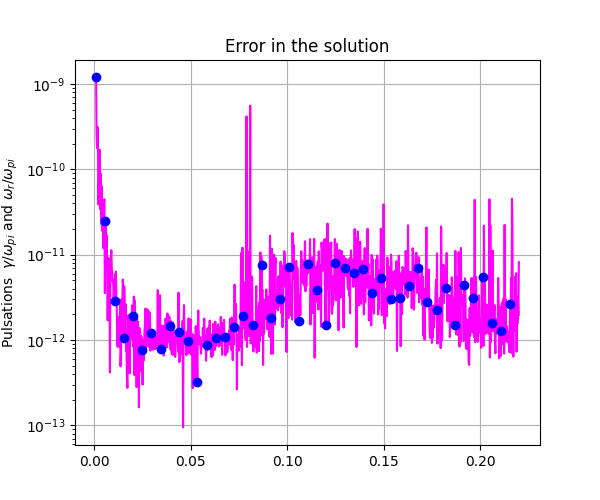 Error in the solution
Pulsations γ/ω_pi and ω_r/ω_pi
10⁻⁹
10⁻¹⁰
10⁻¹¹
10⁻¹²
10⁻¹³
0.00 0.05 0.10 0.15 0.20